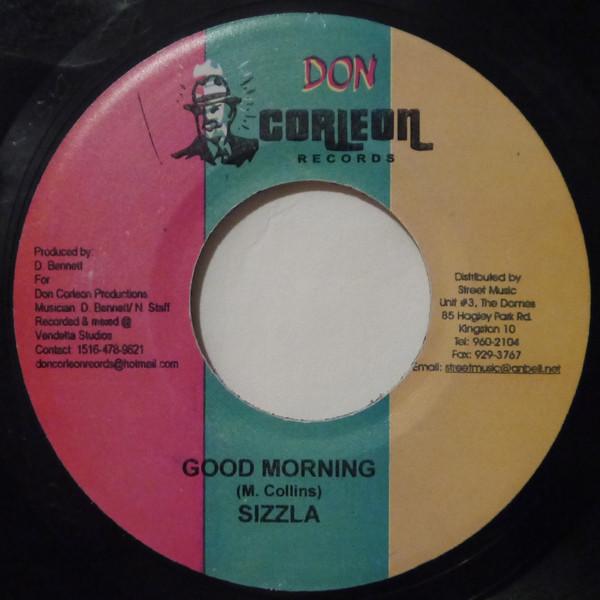 DON
CORLEON
RECORDS
Produced by:
D. Bennett
For
Don Corleon Productions
Musician D. Bennett/ N. Staff
Recorded & mixed @
Vendetta Studios
Contact: 1516-478-9821
doncorleonrecords@hotmail.com
Distributed by
Street Music
Unit #3, The Domes
85 Hagley Park Rd.
Kingston 10
Tel: 960-2104
Fax: 929-3767
Email: streetmusic@anbell.net
GOOD MORNING
(M. Collins)
SIZZLA